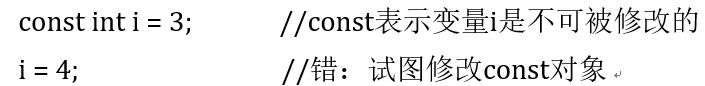 const int i = 3; //const表示变量i是不可被修改的
i = 4; //错：试图修改const对象